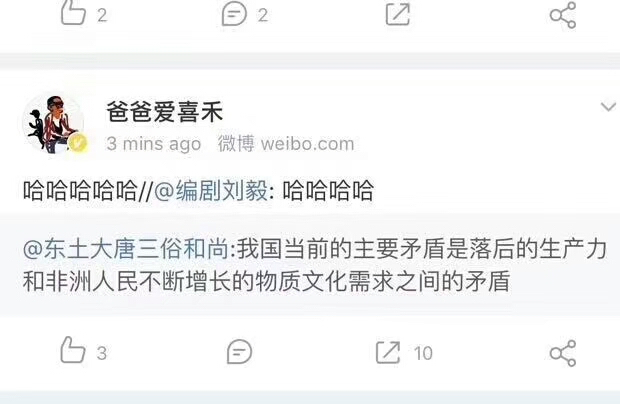 2
2
爸爸爱喜禾
3 mins ago 微博 weibo.com
哈哈哈哈哈//@编剧刘毅: 哈哈哈哈
@东土大唐三俗和尚:我国当前的主要矛盾是落后的生产力
和非洲人民不断增长的物质文化需求之间的矛盾
3
10